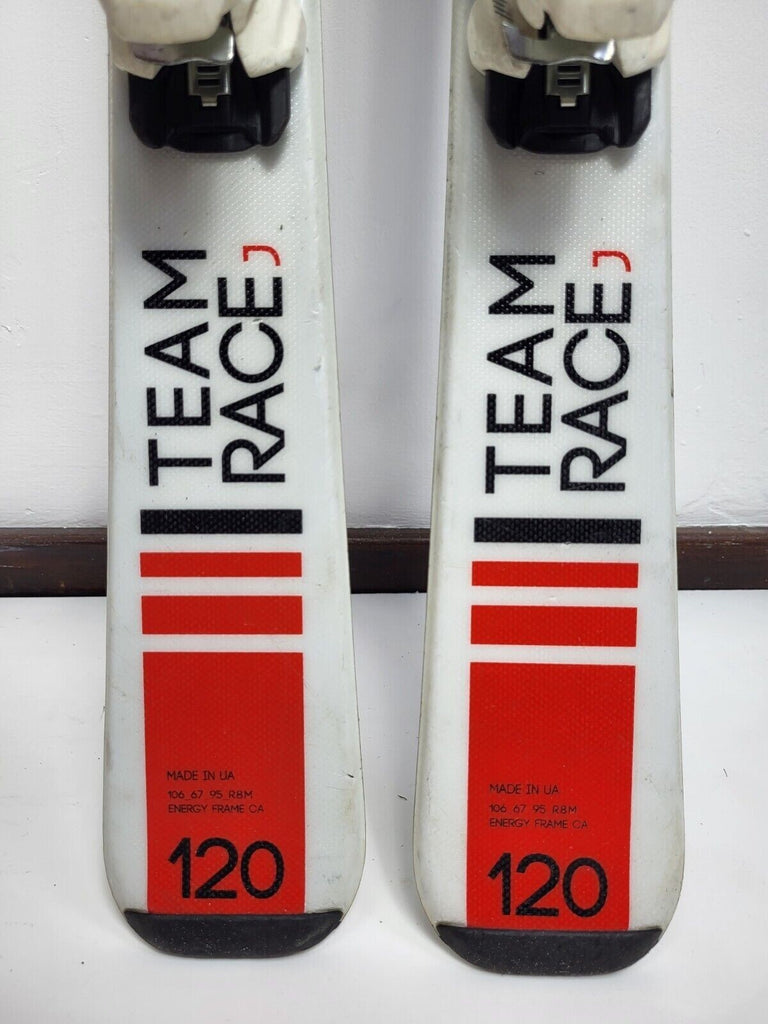 TEAM
RACE J
MADE IN UA
106 67 95 R8M
ENERGY FRAME CA
120
TEAM
RACE J
MADE IN UA
106 67 95 R8M
ENERGY FRAME CA
120